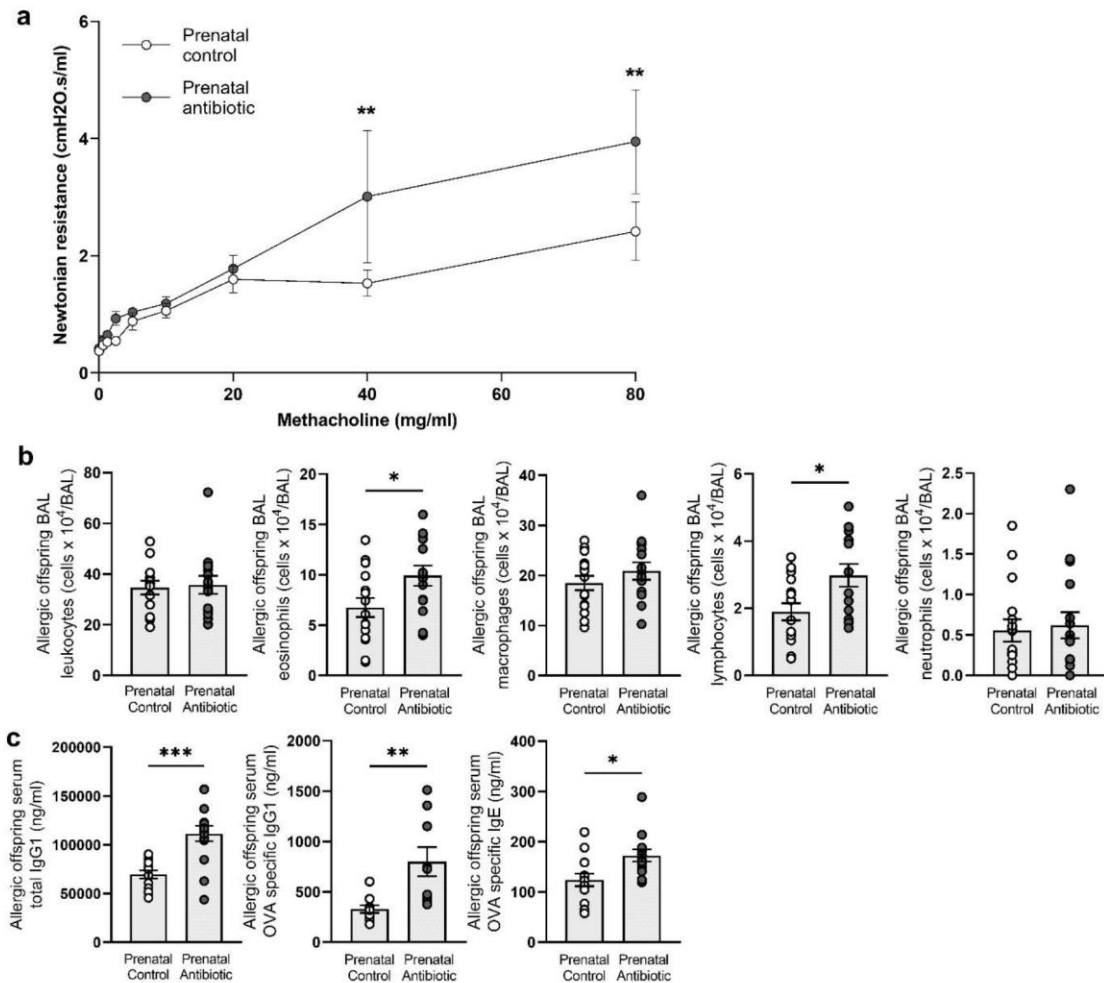 a
Prenatal
control
Prenatal
antibiotic
6
4
2
0
Newtonian resistance (cmH2O.s/ml)
**
**
0
20
40
60
80
Methacholine (mg/ml)
b
Allergic offspring BAL
leukocytes (cells x 10⁴/BAL)
80
60
40
20
0
Prenatal
Control
Prenatal
Antibiotic
Allergic offspring BAL
eosinophils (cells x 10⁴/BAL)
20
15
10
5
0
*
Prenatal
Control
Prenatal
Antibiotic
Allergic offspring BAL
macrophages (cells x 10⁴/BAL)
40
30
20
10
0
Prenatal
Control
Prenatal
Antibiotic
Allergic offspring BAL
lymphocytes (cells x 10⁴/BAL)
6
4
2
0
*
Prenatal
Control
Prenatal
Antibiotic
Allergic offspring BAL
neutrophils (cells x 10⁴/BAL)
2.5
2.0
1.5
1.0
0.5
0.0
Prenatal
Control
Prenatal
Antibiotic
c
Allergic offspring serum
total IgG1 (ng/ml)
200000
150000
100000
50000
0
***
Prenatal
Control
Prenatal
Antibiotic
Allergic offspring serum
OVA specific IgG1 (ng/ml)
2000
1500
1000
500
0
**
Prenatal
Control
Prenatal
Antibiotic
Allergic offspring serum
OVA specific IgE (ng/ml)
400
300
200
100
0
*
Prenatal
Control
Prenatal
Antibiotic